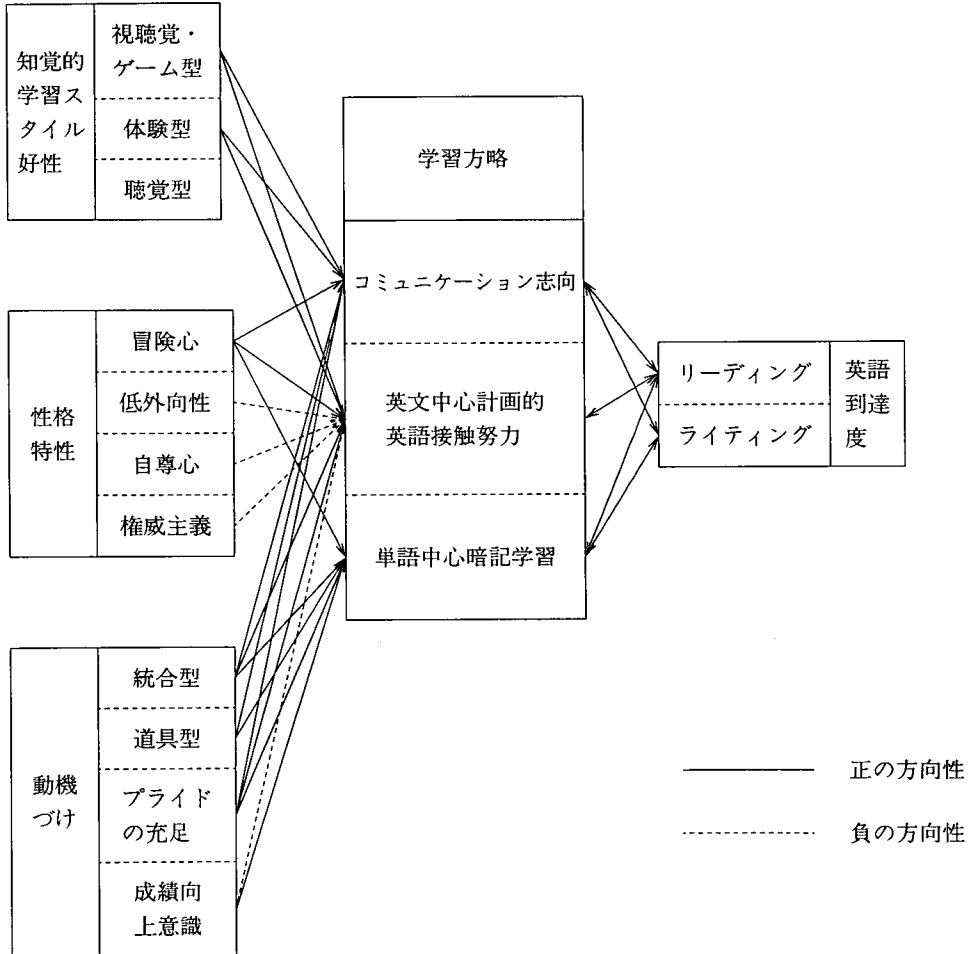 知覚的
学習ス
タイル
好性
視聴覚・
ゲーム型
体験型
聴覚型
性格
特性
冒険心
低外向性
自尊心
権威主義
動機
づけ
統合型
道具型
プライド
の充足
成績向
上意識
学習方略
コミュニケーション志向
英文中心計画的
英語接触努力
単語中心暗記学習
リーディング
ライティング
英語
到達
度
正の方向性
負の方向性